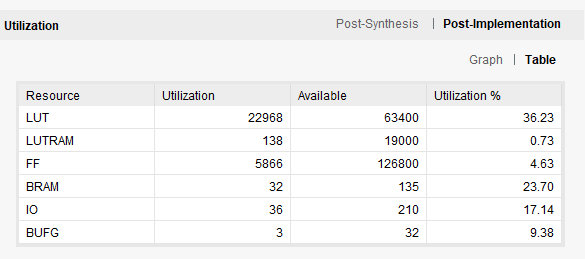 Utilization Post-Synthesis | Post-Implementation
Graph | Table
Resource Utilization Available Utilization %
LUT 22968 63400 36.23
LUTRAM 138 19000 0.73
FF 5866 126800 4.63
BRAM 32 135 23.70
IO 36 210 17.14
BUFG 3 32 9.38